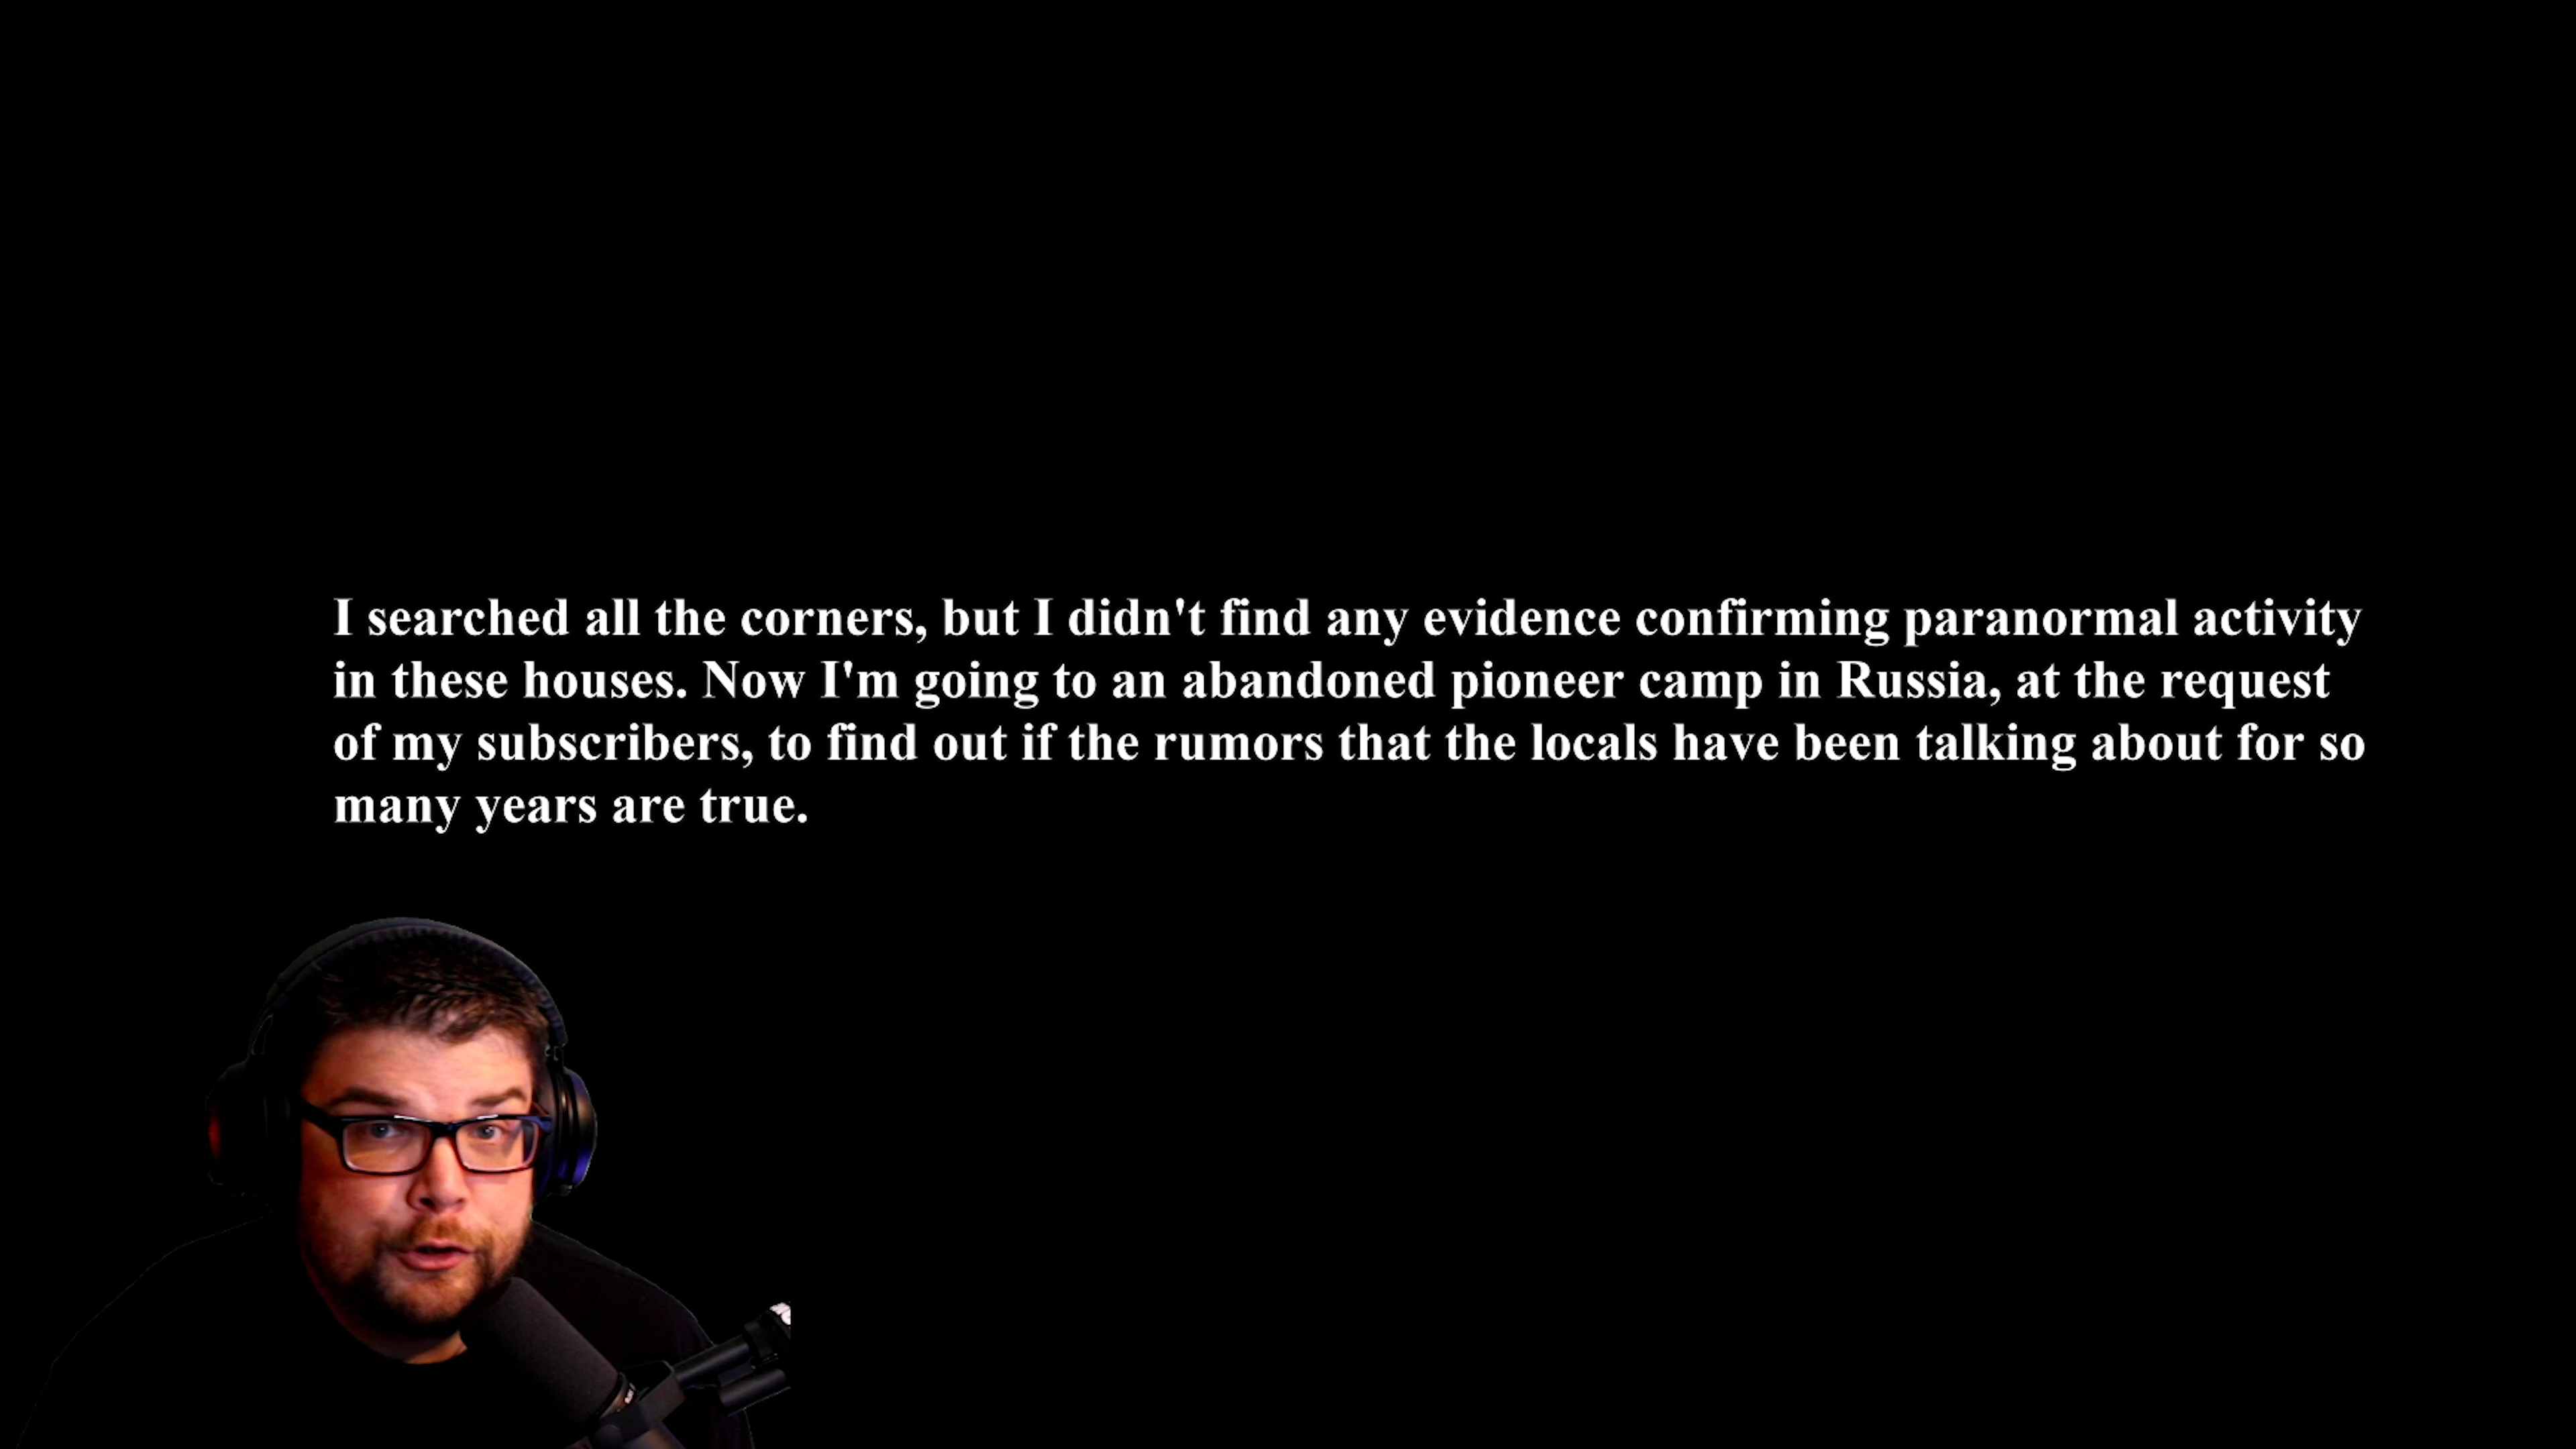 I searched all the corners, but I didn't find any evidence confirming paranormal activity
in these houses. Now I'm going to an abandoned pioneer camp in Russia, at the request
of my subscribers, to find out if the rumors that the locals have been talking about for so
many years are true.